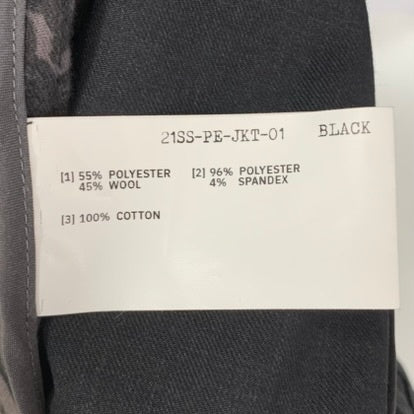 21SS-PE-JKT-01 BLACK
[1] 55% POLYESTER [2] 96% POLYESTER
45% WOOL 4% SPANDEX
[3] 100% COTTON